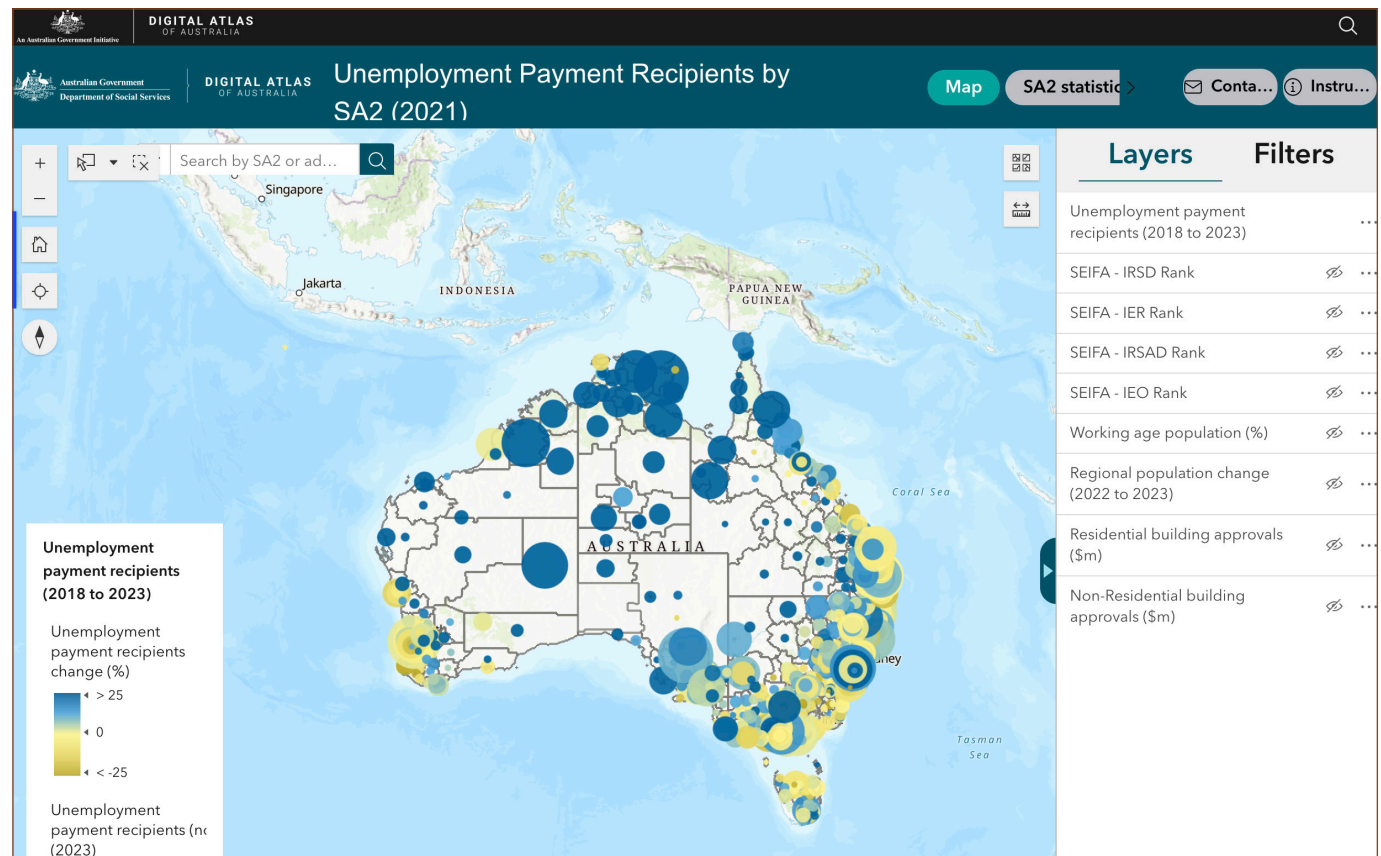 An Australian Government Initiative
DIGITAL ATLAS
OF AUSTRALIA
Australian Government
Department of Social Services
DIGITAL ATLAS
OF AUSTRALIA
Unemployment Payment Recipients by
SA2 (2021)
Map
SA2 statistic
Conta...
Instru...
Search by SA2 or ad...
Singapore
Jakarta
INDONESIA
PAPUA NEW
GUINEA
Coral Sea
AUSTRALIA
ney
Tasman
Sea
Unemployment
payment recipients
(2018 to 2023)
Unemployment
payment recipients
change (%)
> 25
0
< -25
Unemployment
payment recipients (no
(2023)
Layers
Filters
Unemployment payment
recipients (2018 to 2023)
SEIFA - IRSD Rank
SEIFA - IER Rank
SEIFA - IRSAD Rank
SEIFA - IEO Rank
Working age population (%)
Regional population change
(2022 to 2023)
Residential building approvals
($m)
Non-Residential building
approvals ($m)